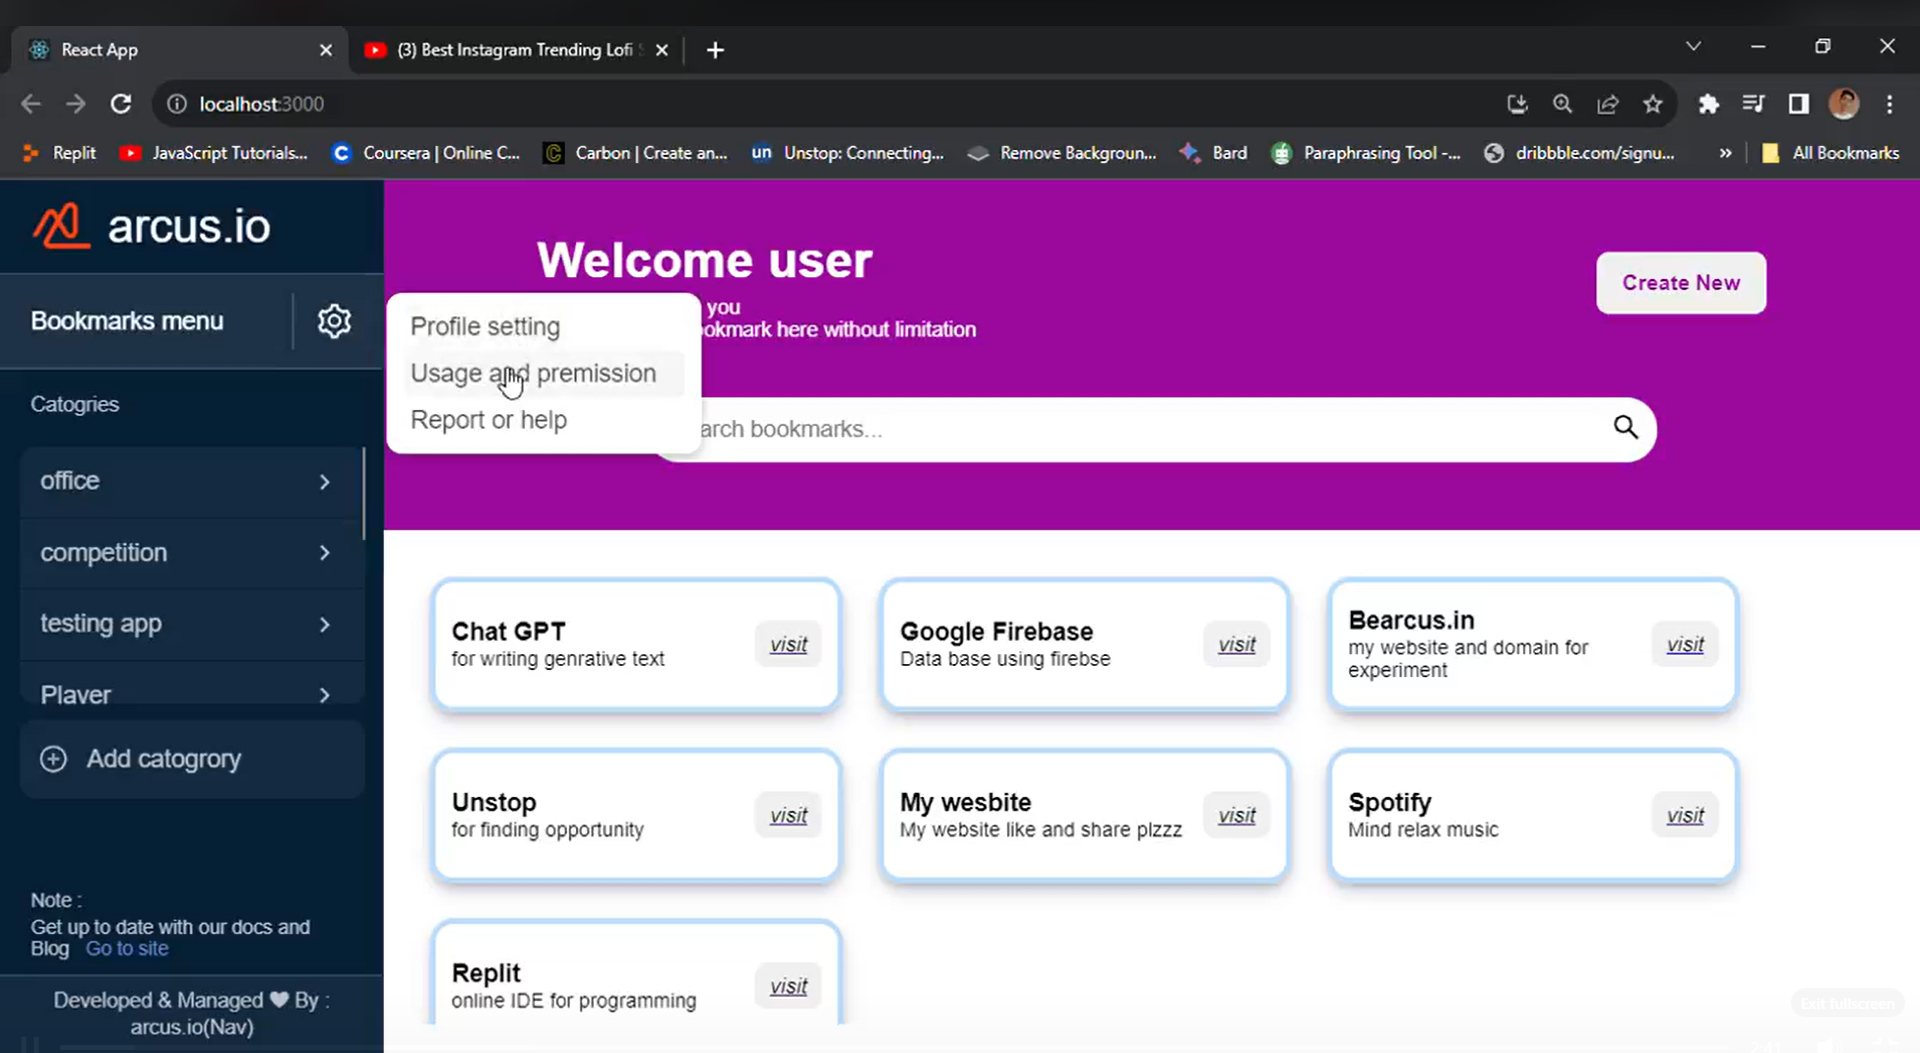 React App
(3) Best Instagram Trending Lofi
localhost:3000
Replit
JavaScript Tutorials...
Coursera | Online C...
Carbon | Create an...
un Unstop: Connecting...
Remove Backgroun...
Bard
Paraphrasing Tool -...
dribbble.com/signu...
»
All Bookmarks
arcus.io
Bookmarks menu
Catogries
office
competition
testing app
Player
Add catogrory
Note :
Get up to date with our docs and
Blog Go to site
Developed & Managed By :
arcus.io(Nav)
Welcome user
you
okmark here without limitation
Create New
Profile setting
Usage and premission
Report or help
arch bookmarks...
Chat GPT
for writing genrative text
visit
Google Firebase
Data base using firebse
visit
Bearcus.in
my website and domain for
experiment
visit
Unstop
for finding opportunity
visit
My wesbite
My website like and share plzzz
visit
Spotify
Mind relax music
visit
Replit
online IDE for programming
visit
Exit fullscreen